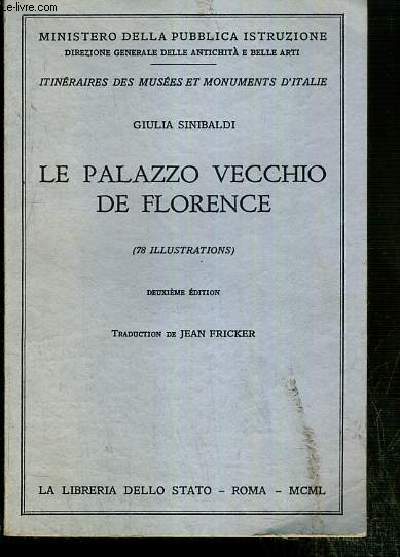 le-livre.com
MINISTERO DELLA PUBBLICA ISTRUZIONE
DIREZIONE GENERALE DELLE ANTICHITÀ E BELLE ARTI
ITINÉRAIRES DES MUSÉES ET MONUMENTS D'ITALIE
GIULIA SINIBALDI
LE PALAZZO VECCHIO
DE FLORENCE
(78 ILLUSTRATIONS)
DEUXIÈME ÉDITION
TRADUCTION DE JEAN FRICKER
LA LIBRERIA DELLO STATO - ROMA - MCML